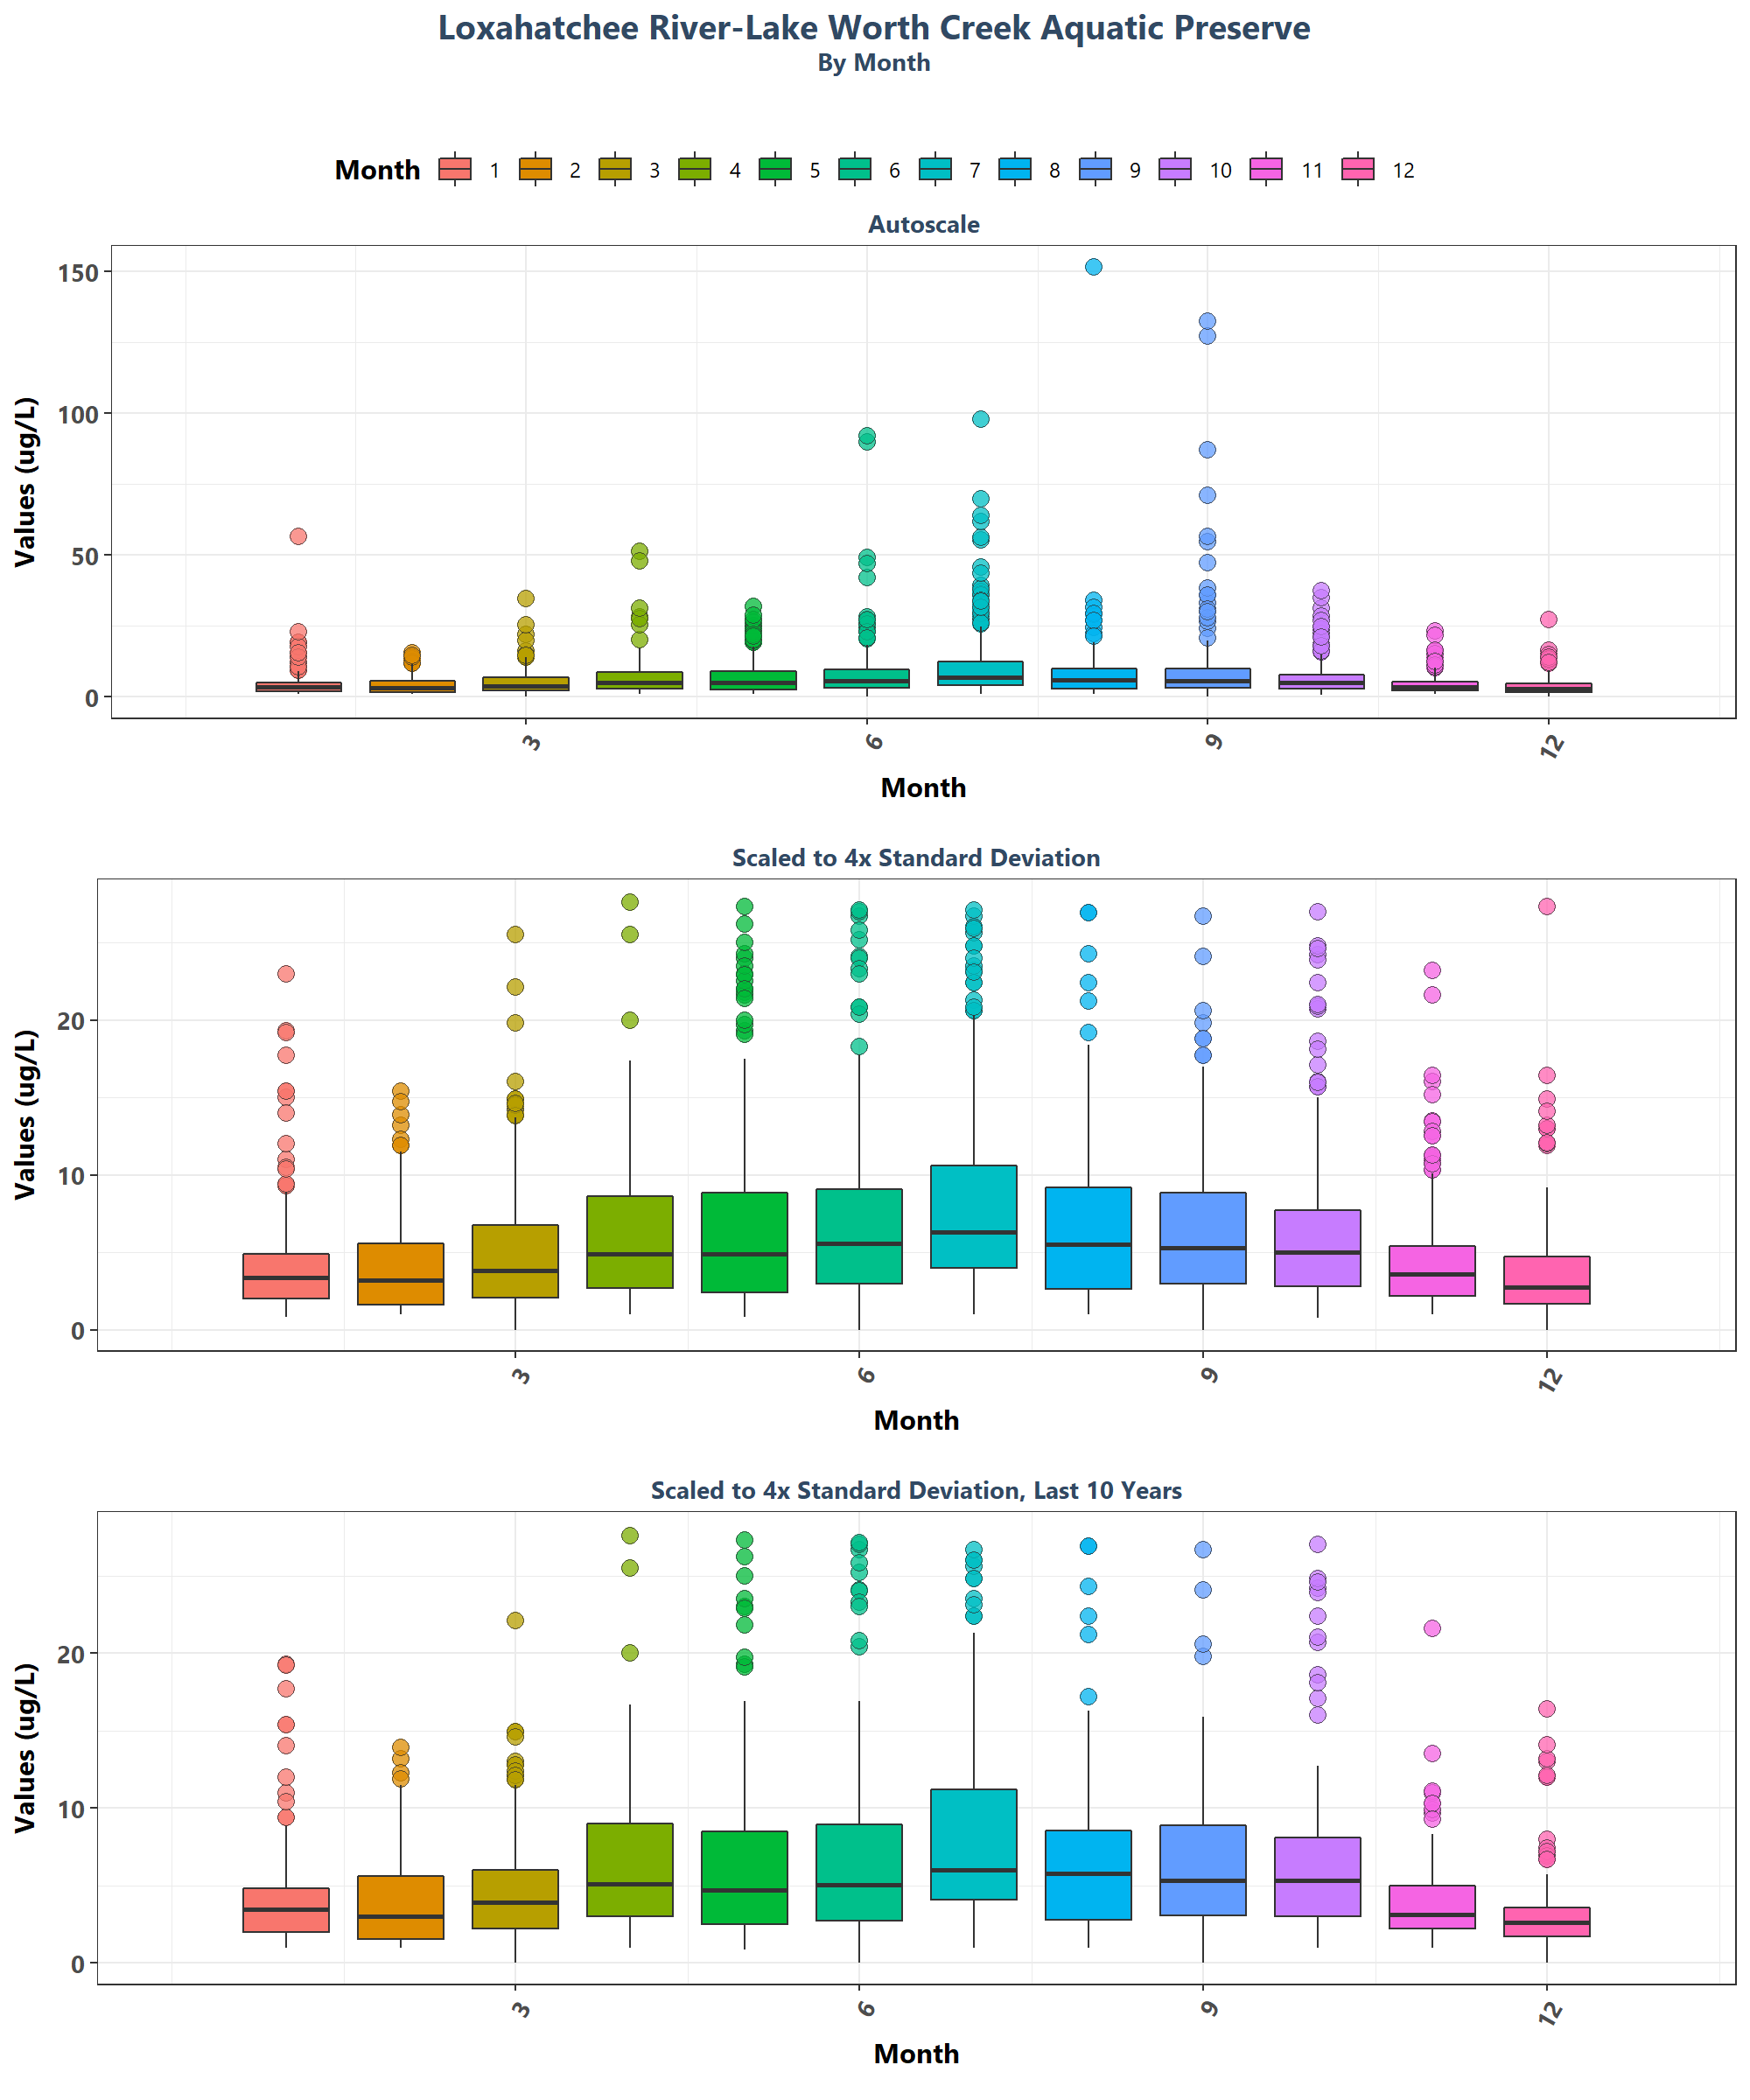 Loxahatchee River-Lake Worth Creek Aquatic Preserve
By Month
Month 1 2 3 4 5 6 7 8 9 10 11 12
Autoscale
Values (ug/L)
150
100
50
0
3 6 9 12
Month
Scaled to 4x Standard Deviation
Values (ug/L)
20
10
0
3 6 9 12
Month
Scaled to 4x Standard Deviation, Last 10 Years
Values (ug/L)
20
10
0
3 6 9 12
Month